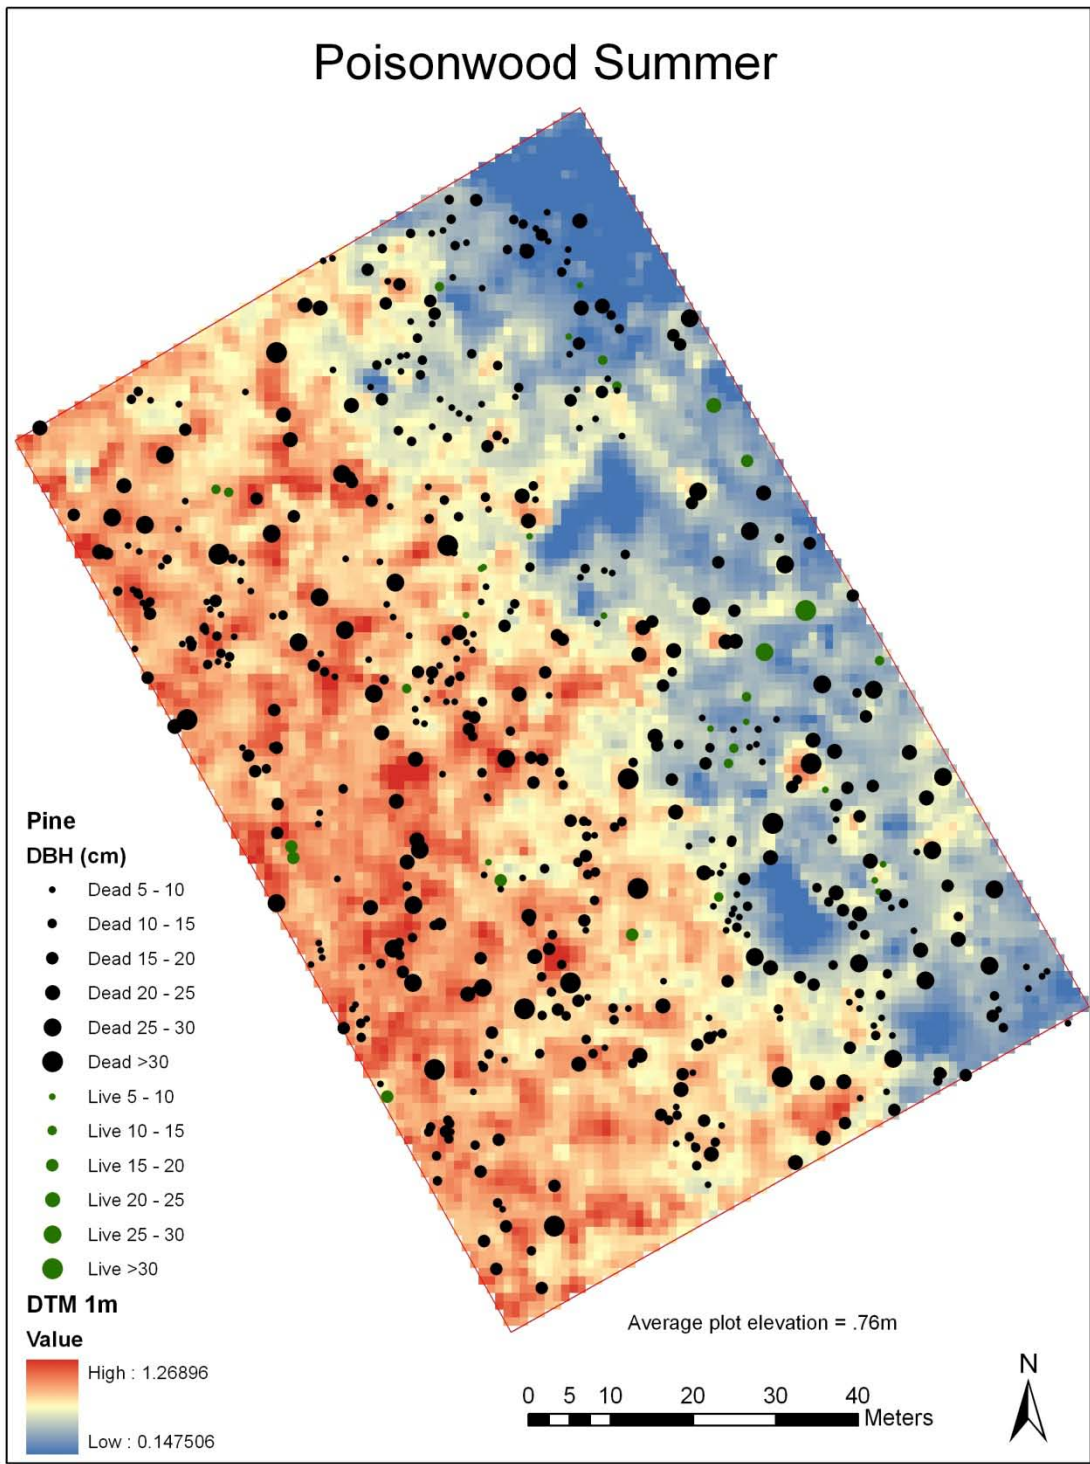 Poisonwood Summer
Pine
DBH (cm)
Dead 5 - 10
Dead 10 - 15
Dead 15 - 20
Dead 20 - 25
Dead 25 - 30
Dead >30
Live 5 - 10
Live 10 - 15
Live 15 - 20
Live 20 - 25
Live 25 - 30
Live >30
DTM 1m
Value
High : 1.26896
Low : 0.147506
Average plot elevation = .76m
0 5 10 20 30 40
Meters
N